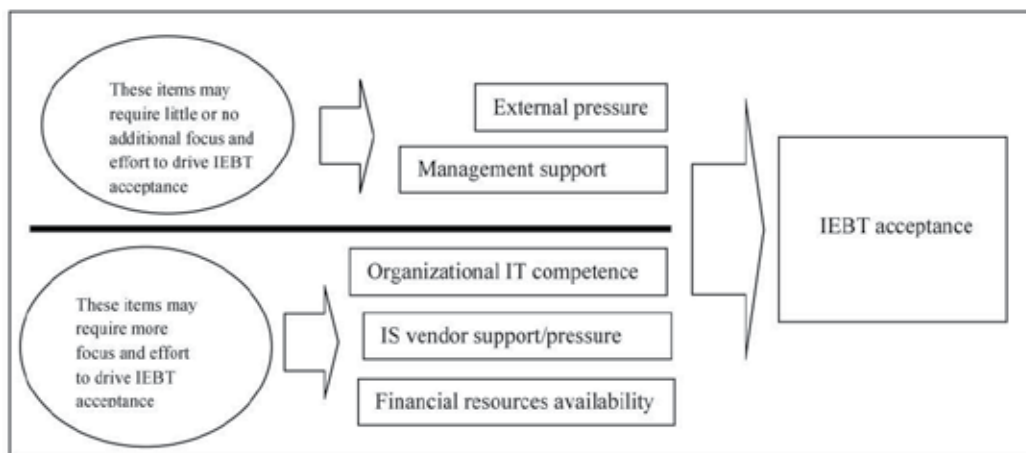 These items may
require little or no
additional focus and
effort to drive IEBT
acceptance
External pressure
Management support
IEBT acceptance
Organizational IT competence
These items may
require more
focus and effort
to drive IEBT
acceptance
IS vendor support/pressure
Financial resources availability